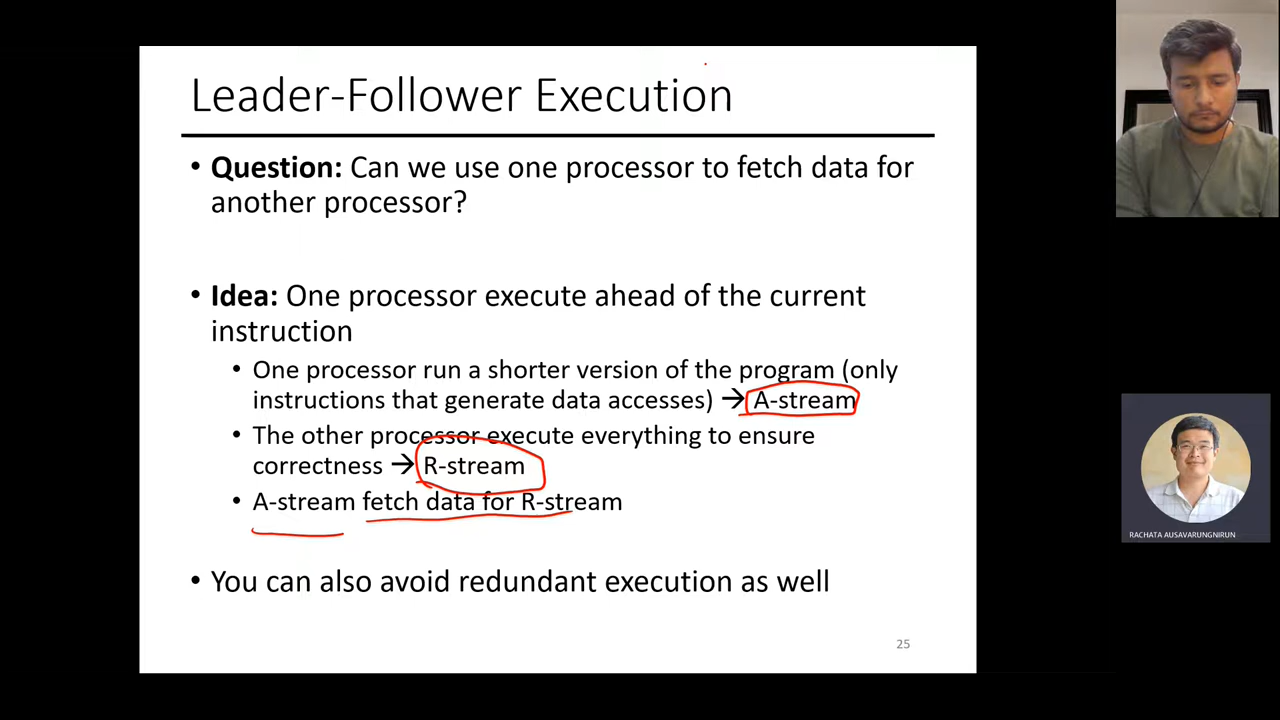 Leader-Follower Execution
• Question: Can we use one processor to fetch data for
another processor?
• Idea: One processor execute ahead of the current
instruction
• One processor run a shorter version of the program (only
instructions that generate data accesses) → A-stream
• The other processor execute everything to ensure
correctness → R-stream
• A-stream fetch data for R-stream
• You can also avoid redundant execution as well
25
RACHATA AUSAVARUNGNIRUN